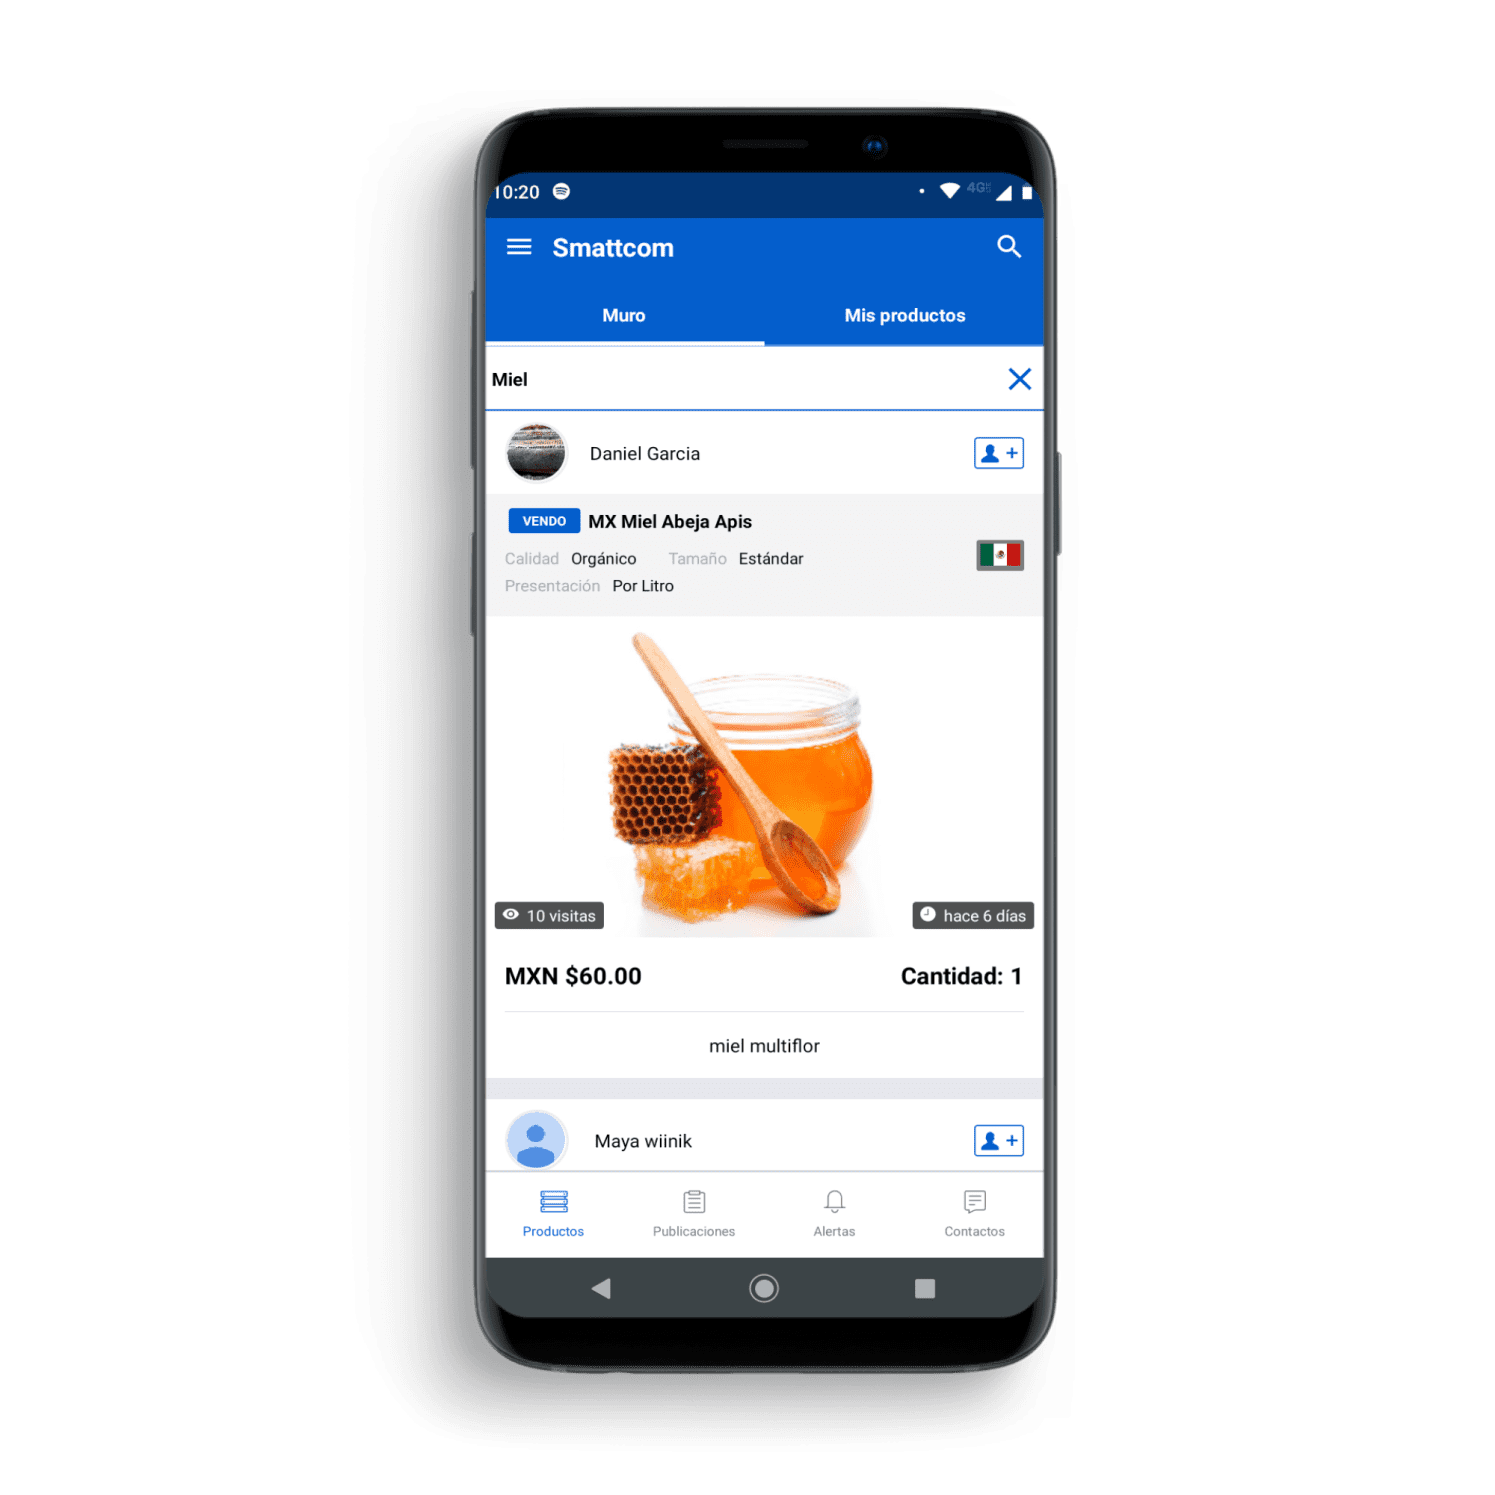 10:20 4G
Smattcom
Muro Mis productos
Miel
Daniel Garcia
VENDO MX Miel Abeja Apis
Calidad Orgánico Tamaño Estándar
Presentación Por Litro
10 visitas hace 6 días
MXN $60.00 Cantidad: 1
miel multiflor
Maya wiinik
Productos Publicaciones Alertas Contactos